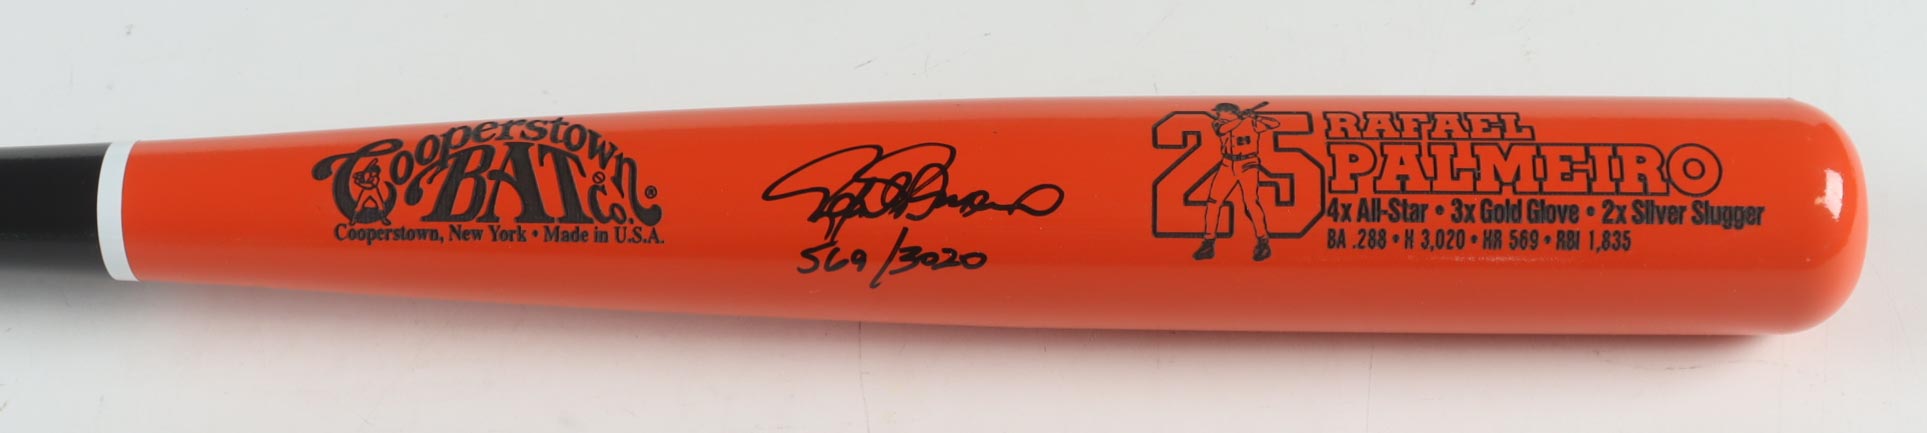 Cooperstown
BAT Co.®
Cooperstown, New York • Made in U.S.A.
569/3020
25
RAFAEL
PALMEIRO
4x All-Star • 3x Gold Glove • 2x Silver Slugger
BA .288 • H 3,020 • HR 569 • RBI 1,835